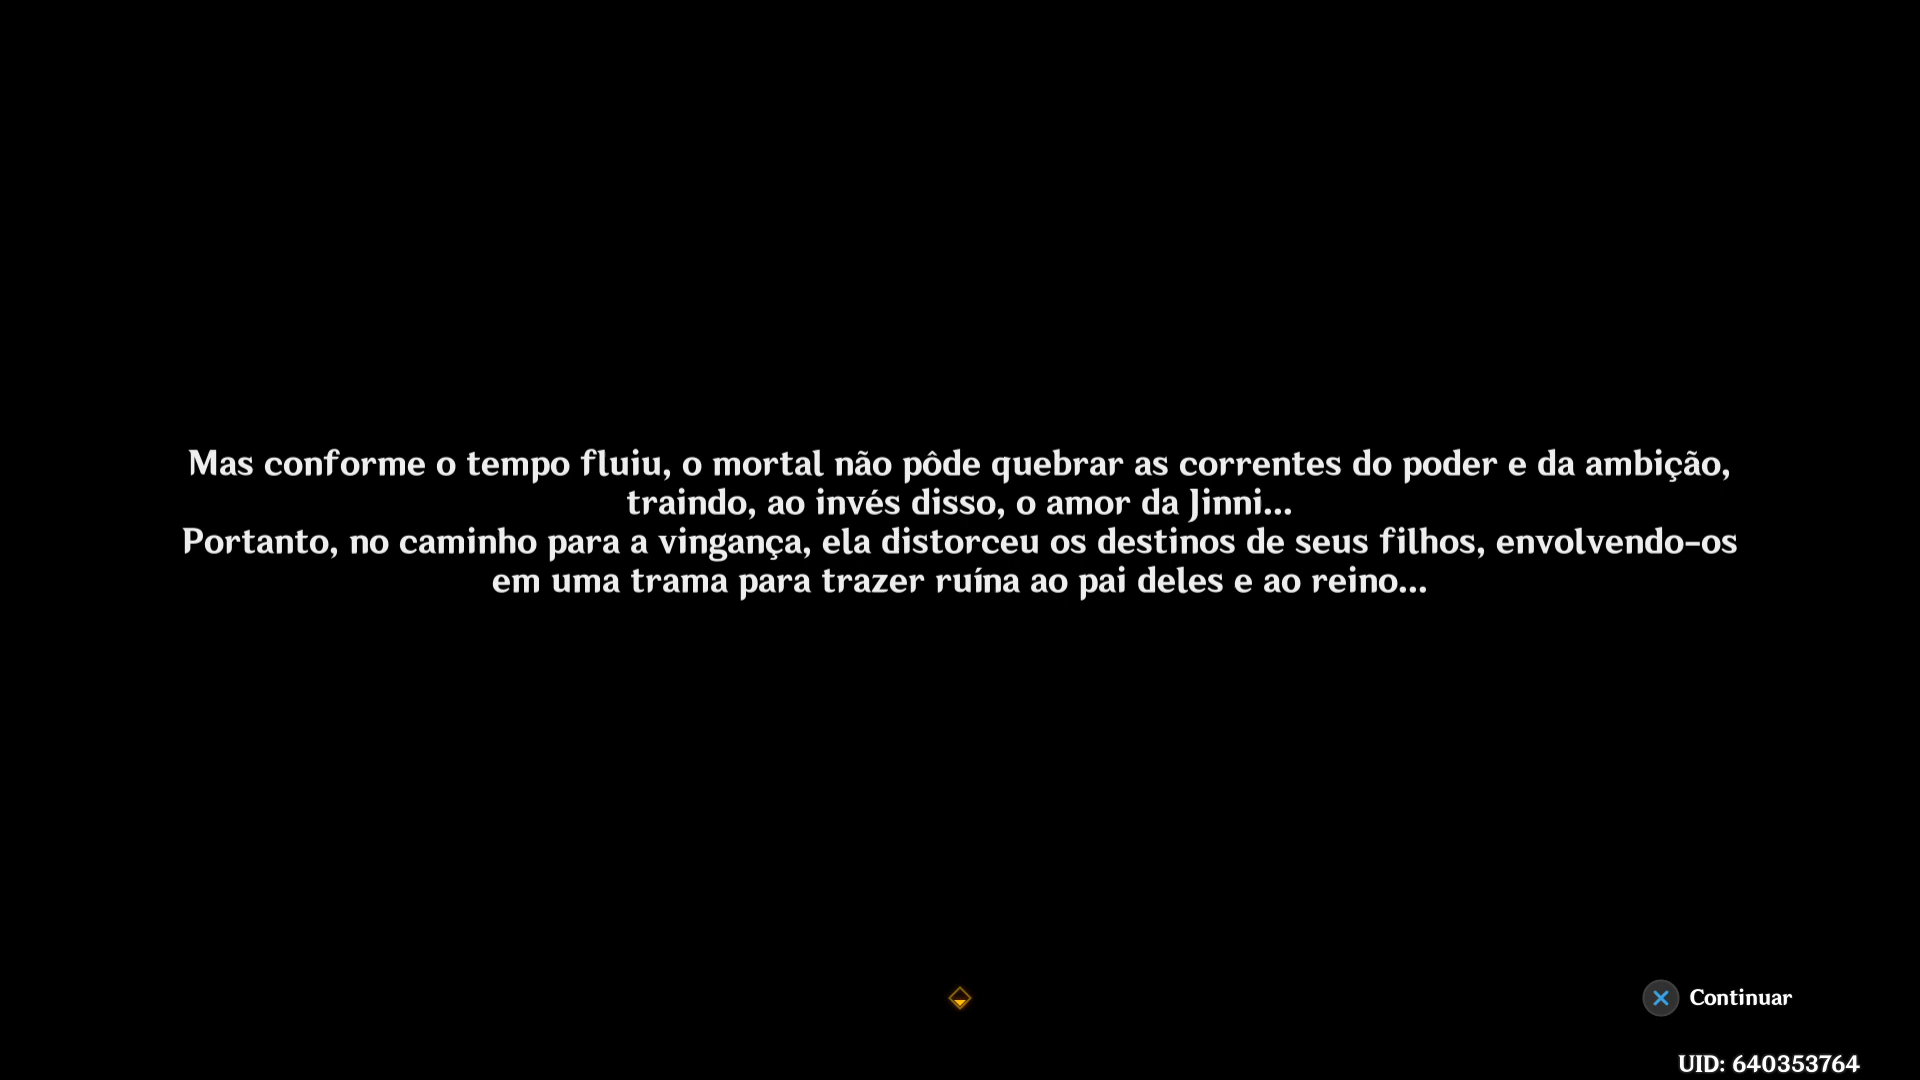 Mas conforme o tempo fluiu, o mortal não pôde quebrar as correntes do poder e da ambição,
traindo, ao invés disso, o amor da Jinni...
Portanto, no caminho para a vingança, ela distorceu os destinos de seus filhos, envolvendo-os
em uma trama para trazer ruína ao pai deles e ao reino...
Continuar
UID: 640353764